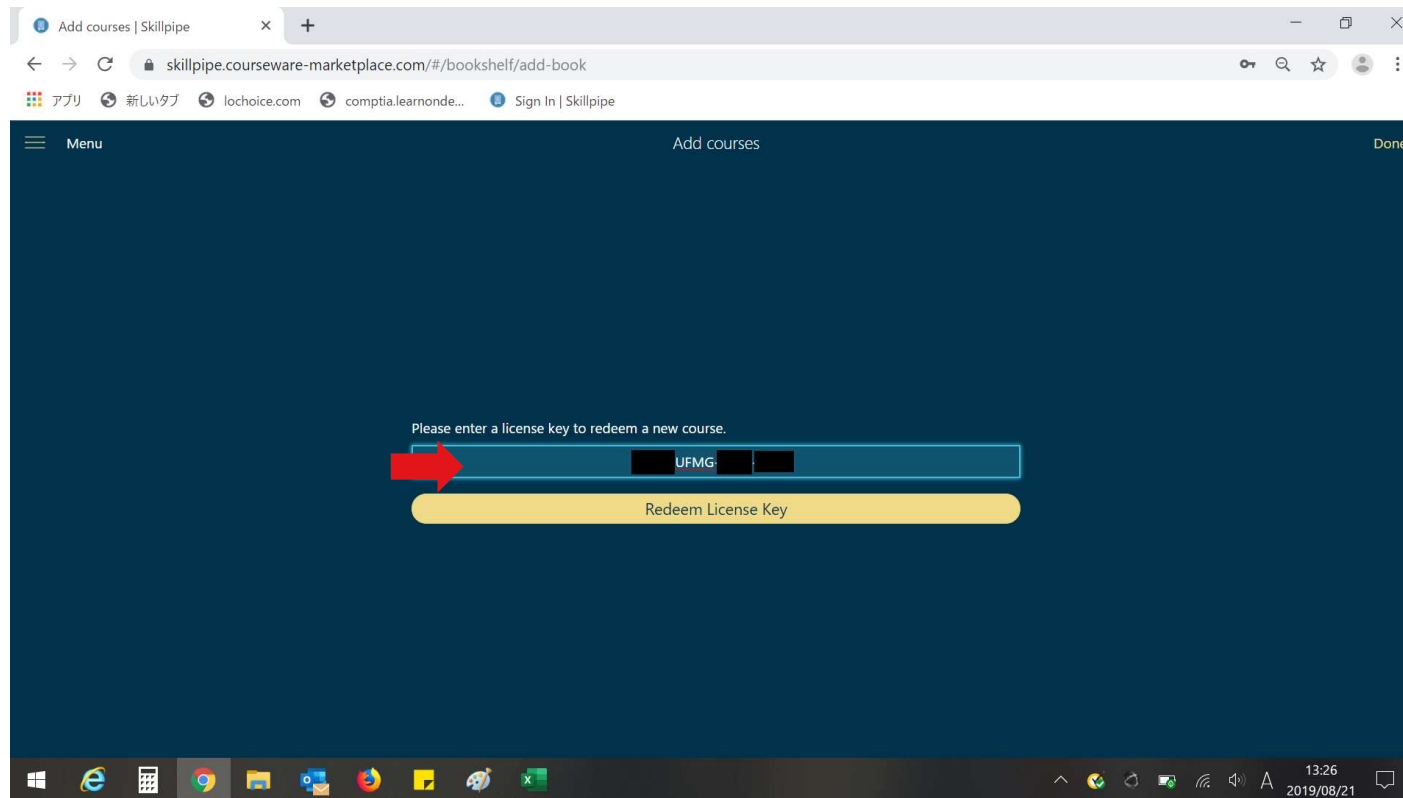 Add courses | Skillpipe
skillpipe.courseware-marketplace.com/#/bookshelf/add-book
アプリ 新しいタブ lochoice.com comptia.learnonde... Sign In | Skillpipe
Menu Add courses Done
Please enter a license key to redeem a new course.
UFMG- -
Redeem License Key
A 13:26
2019/08/21